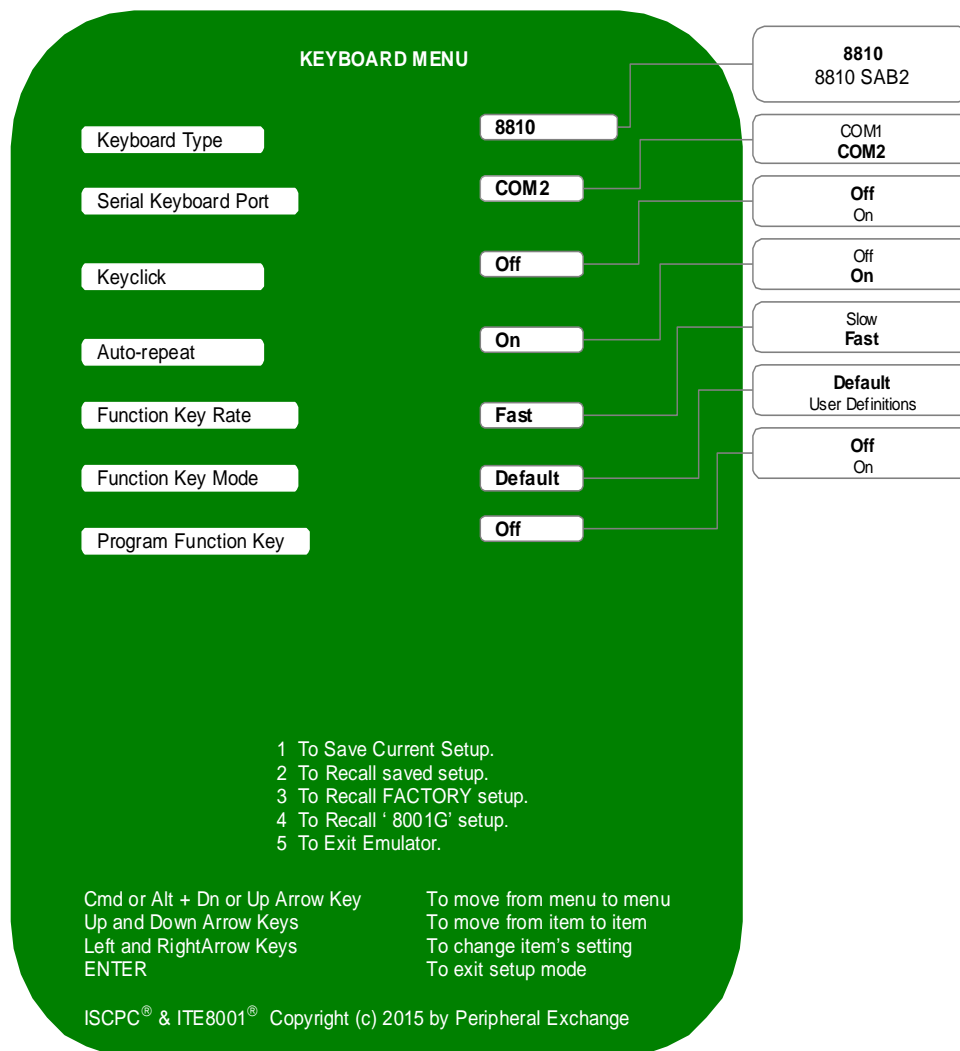 KEYBOARD MENU
8810
8810 SAB2
Keyboard Type
8810
COM1
COM2
Serial Keyboard Port
COM2
Off
On
Keyclick
Off
Off
On
Auto-repeat
On
Slow
Fast
Function Key Rate
Fast
Default
User Definitions
Function Key Mode
Default
Off
On
Program Function Key
Off
1 To Save Current Setup.
2 To Recall saved setup.
3 To Recall FACTORY setup.
4 To Recall ‘ 8001G’ setup.
5 To Exit Emulator.
Cmd or Alt + Dn or Up Arrow Key To move from menu to menu
Up and Down Arrow Keys To move from item to item
Left and RightArrow Keys To change item’s setting
ENTER To exit setup mode
ISCPC® & ITE8001® Copyright (c) 2015 by Peripheral Exchange